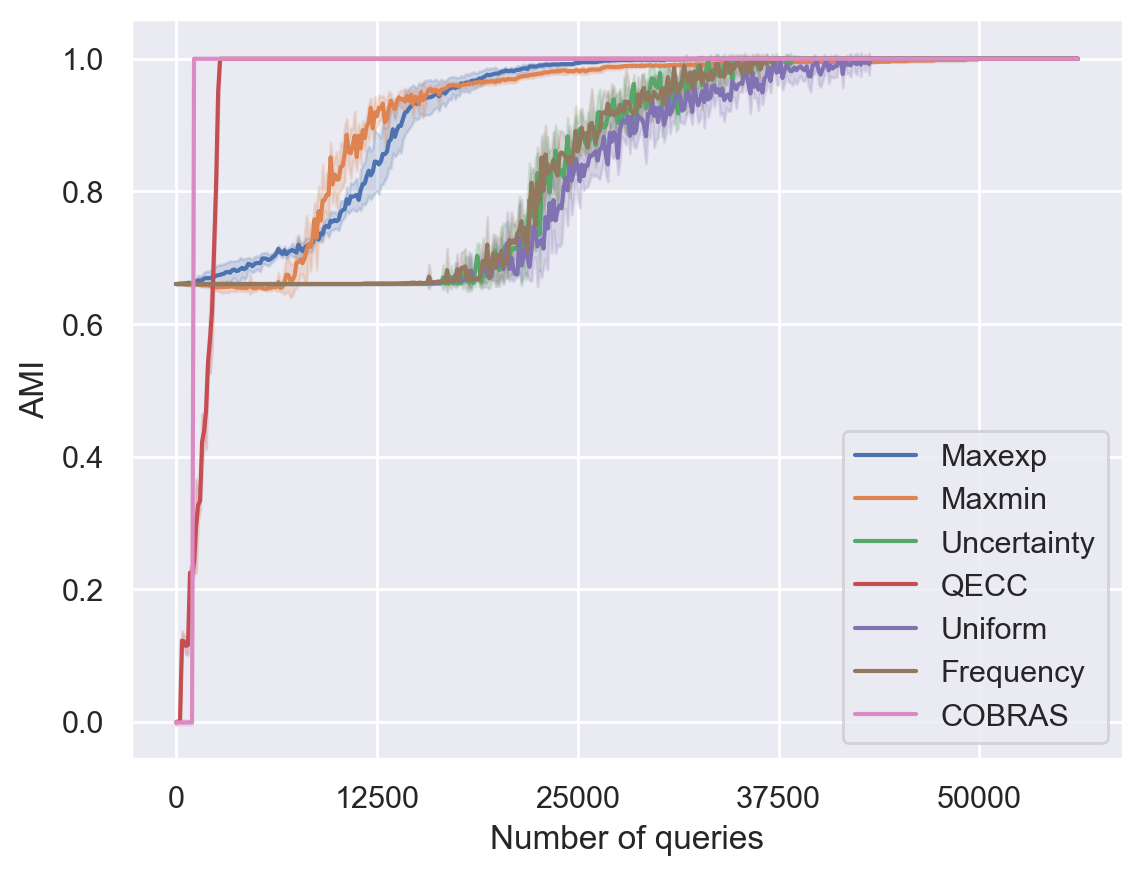 1.0
0.8
0.6
0.4
0.2
0.0
AMI
0 12500 25000 37500 50000
Number of queries
Maxexp
Maxmin
Uncertainty
QECC
Uniform
Frequency
COBRAS